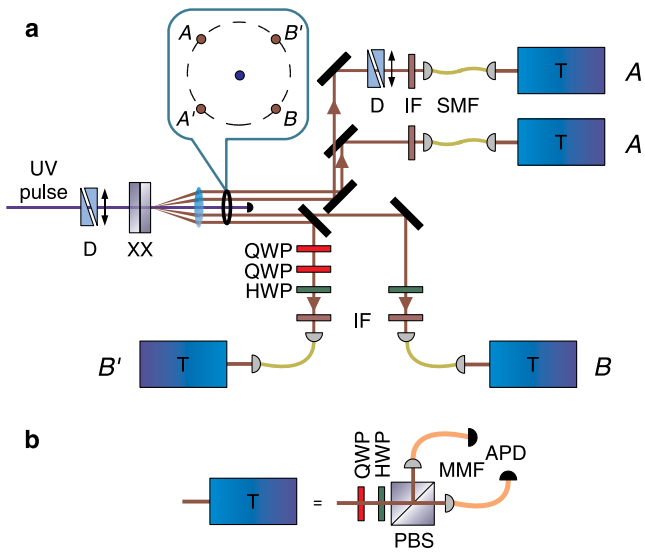 a
A
B'
A'
B
UV
pulse
D
XX
D
IF
SMF
T
A
T
A
QWP
QWP
HWP
IF
B'
T
T
B
b
T
=
QWP
HWP
PBS
MMF
APD